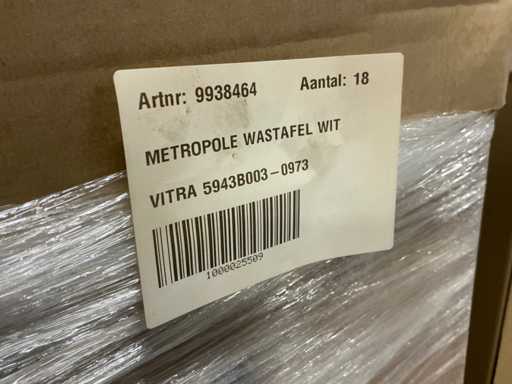 Artnr: 9938464 Aantal: 18
METROPOLE WASTAFEL WIT
VITRA 5943B003-0973
1000025509